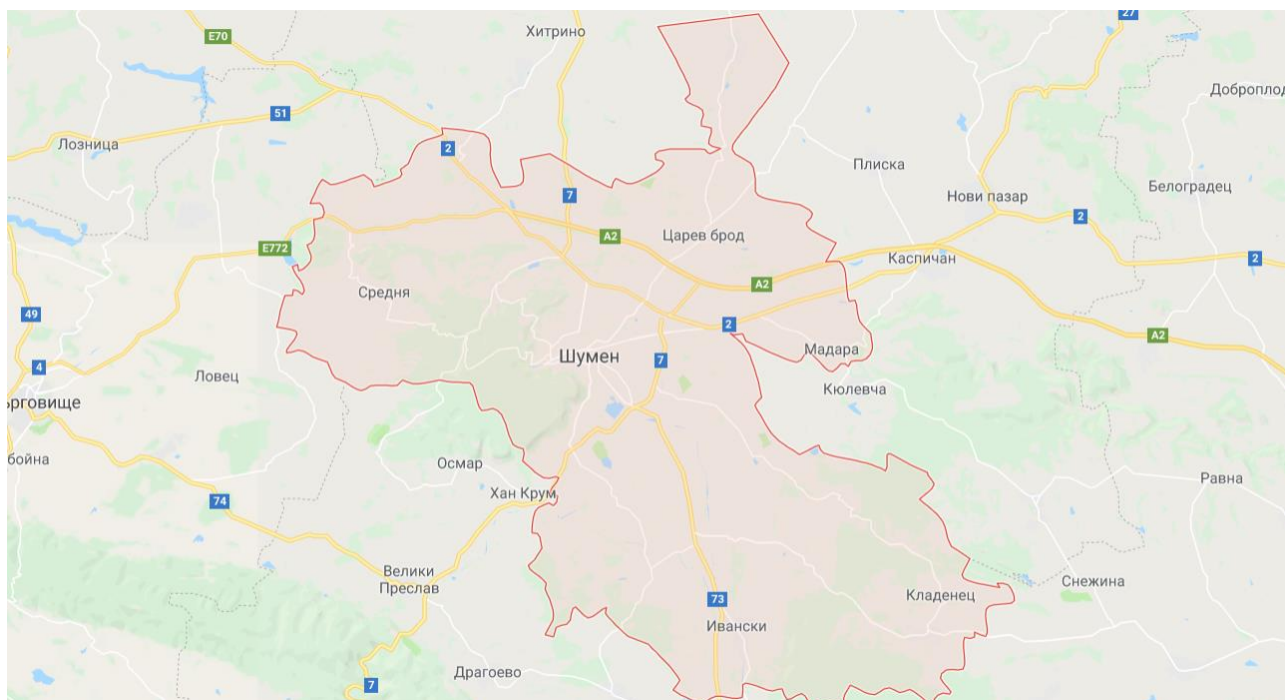 27
E70
Хитрино
Доброплод
51
Лозница
2
Плиска
7
Белоградец
Нови пазар
2
Царев брод
A2
E772
Каспичан
2
A2
Средня
49
2
A2
Мадара
Шумен
7
4
Ловец
Кюлевча
ърговище
бойна
Осмар
Равна
Хан Крум
74
Велики
Преслав
Снежина
Кладенец
73
Ивански
Драгоево
7